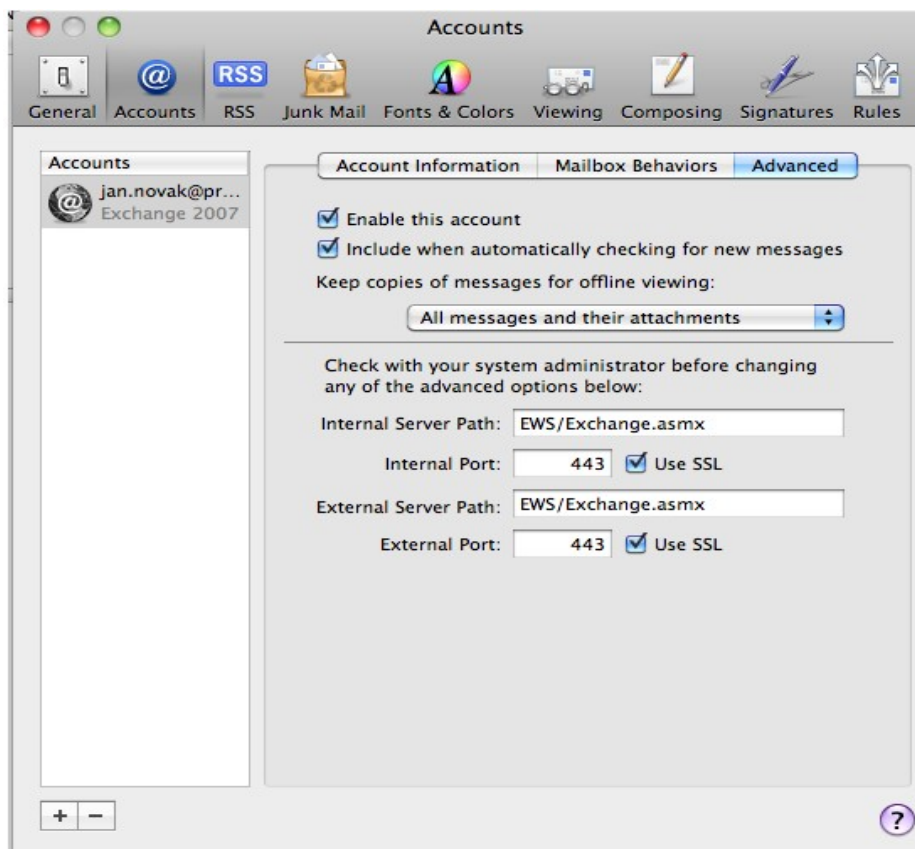 Accounts
RSS
General Accounts RSS Junk Mail Fonts & Colors Viewing Composing Signatures Rules
Accounts
jan.novak@pr...
Exchange 2007
Account Information Mailbox Behaviors Advanced
Enable this account
Include when automatically checking for new messages
Keep copies of messages for offline viewing:
All messages and their attachments
Check with your system administrator before changing
any of the advanced options below:
Internal Server Path: EWS/Exchange.asmx
Internal Port: 443 Use SSL
External Server Path: EWS/Exchange.asmx
External Port: 443 Use SSL
+ − ?